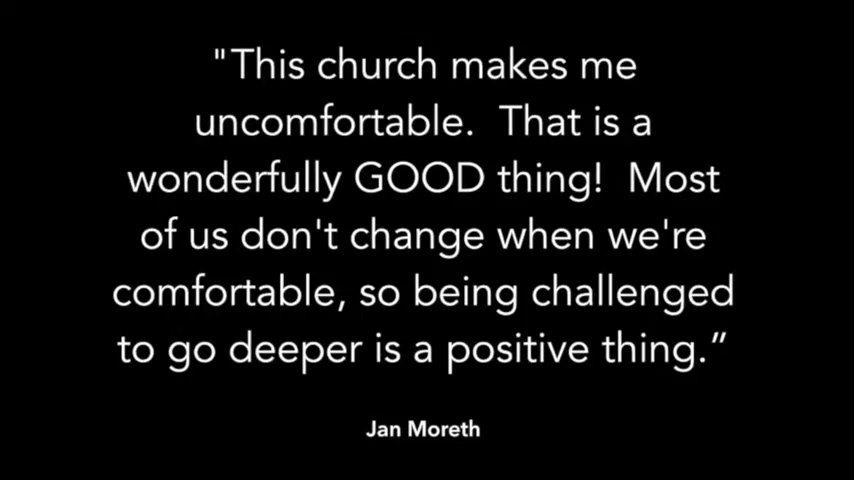 "This church makes me
uncomfortable.  That is a
wonderfully GOOD thing!  Most
of us don't change when we're
comfortable, so being challenged
to go deeper is a positive thing.”
Jan Moreth